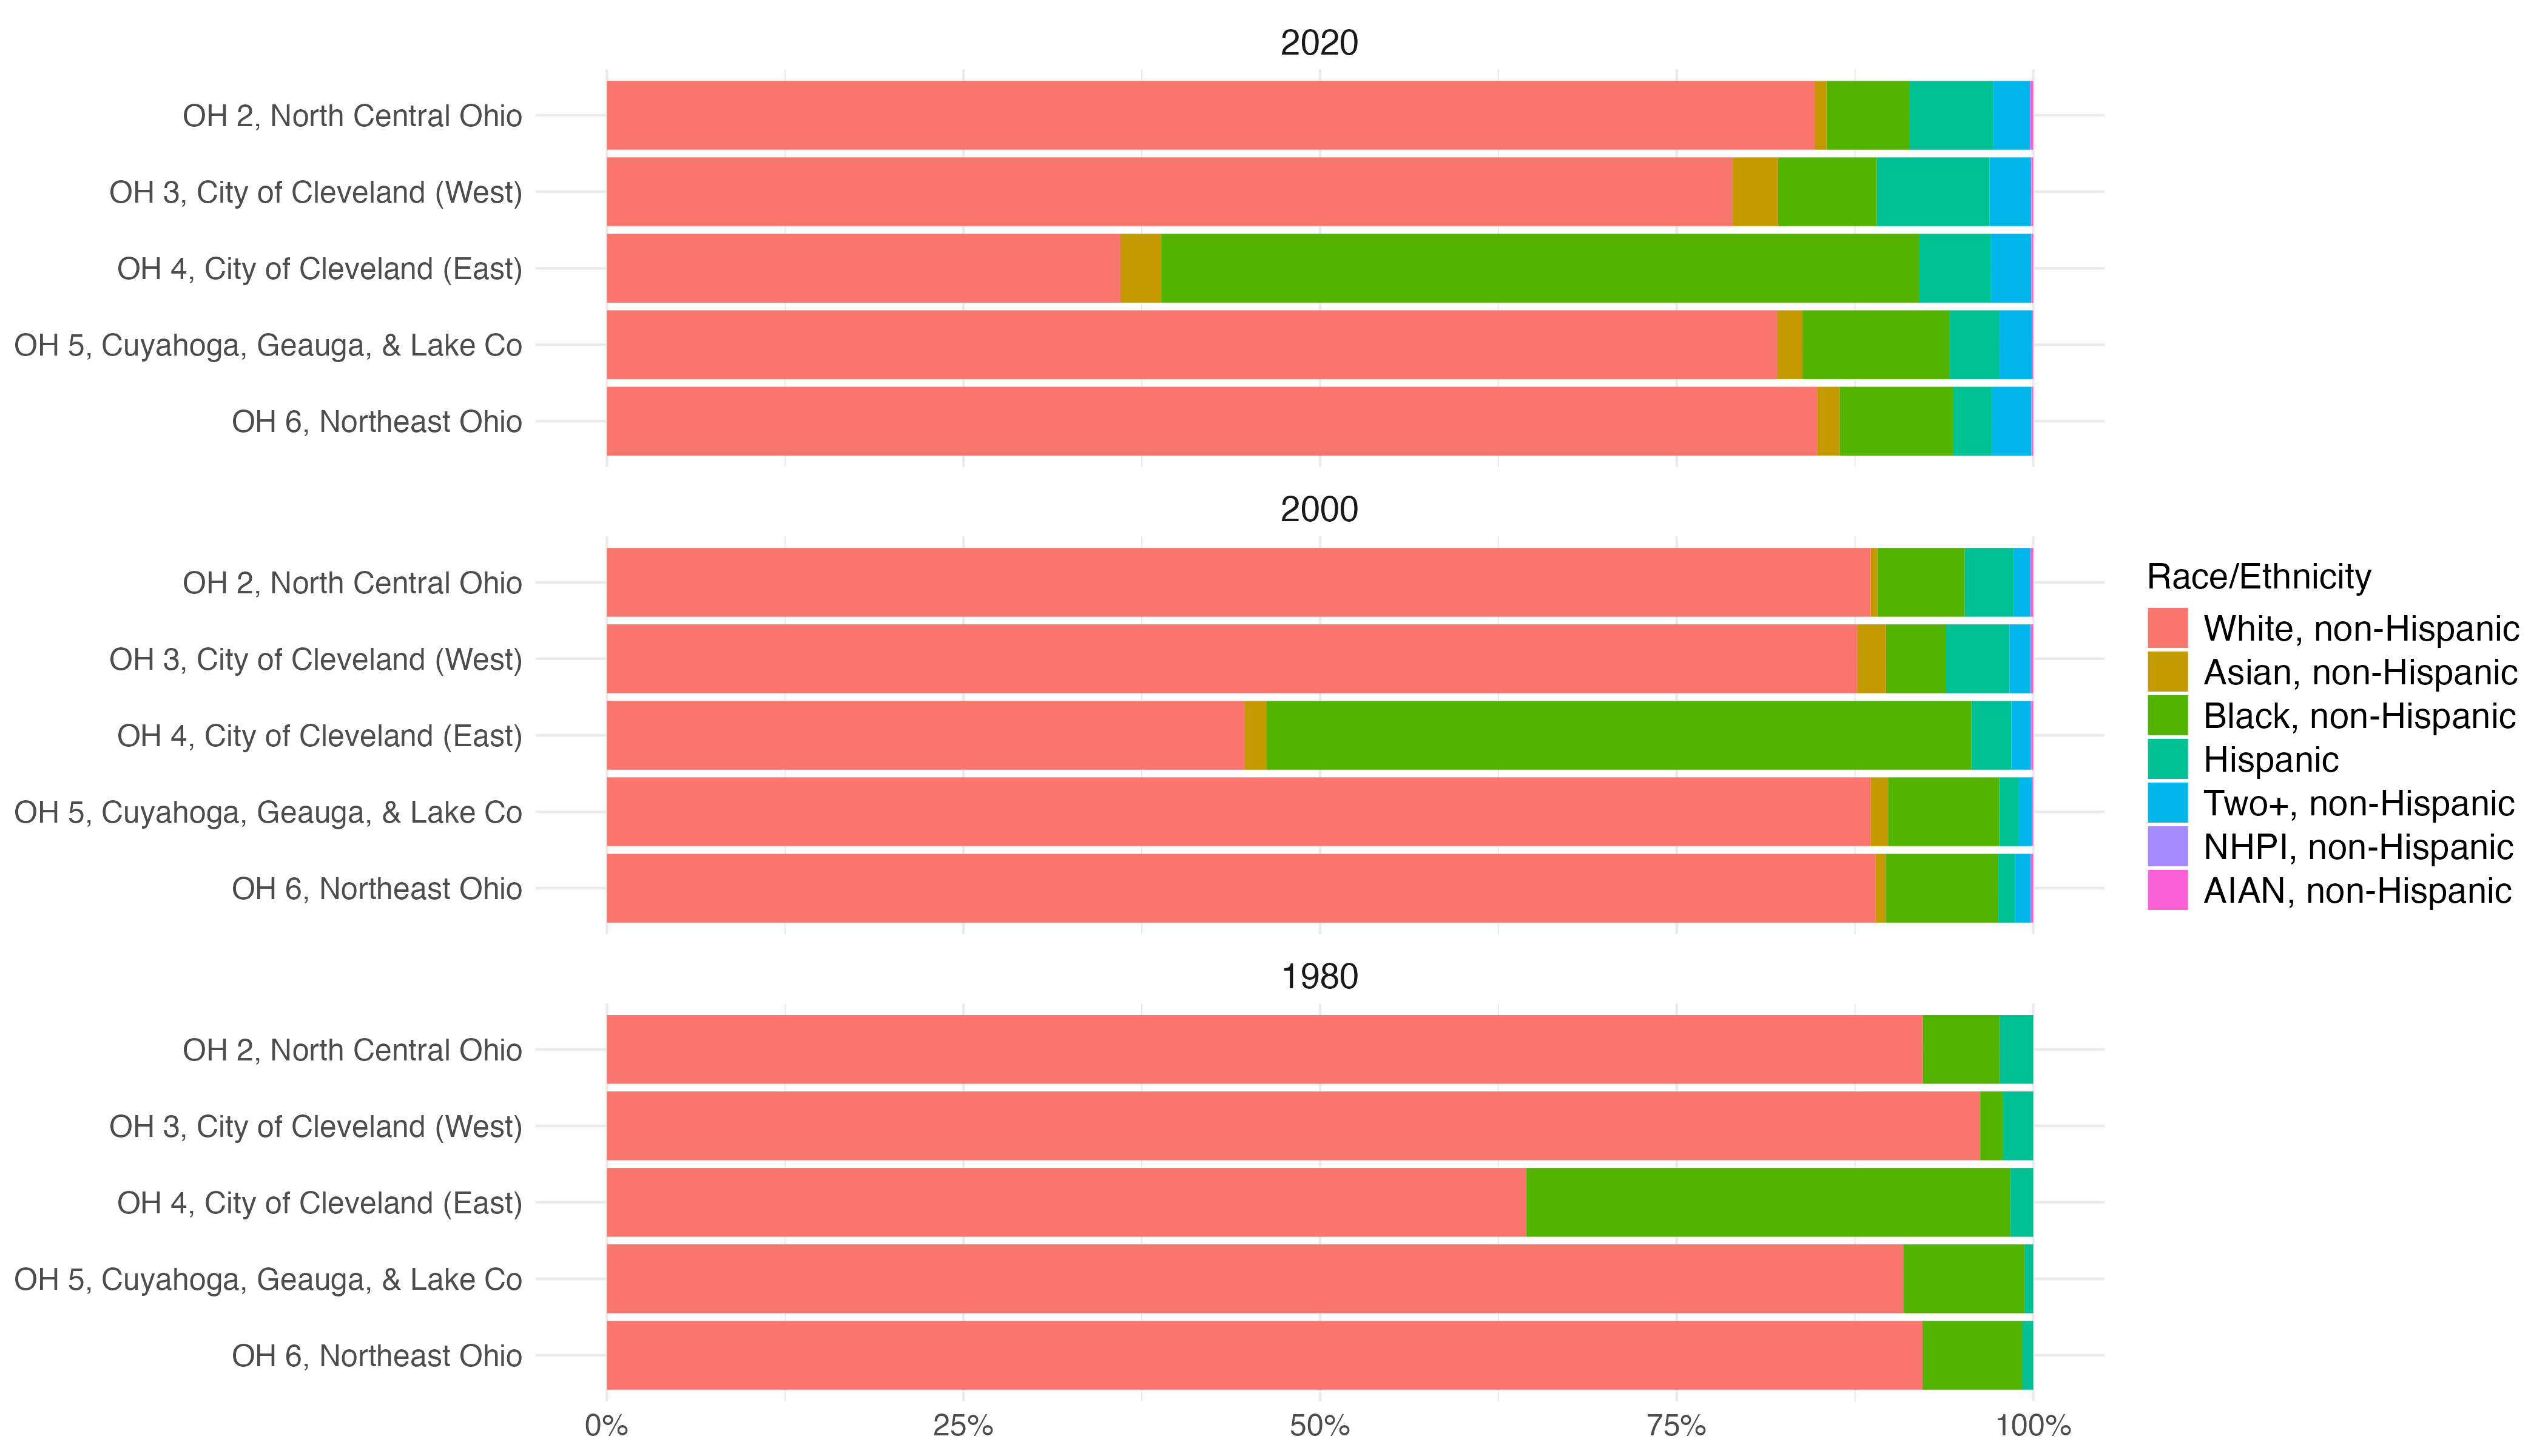 2020
OH 2, North Central Ohio
OH 3, City of Cleveland (West)
OH 4, City of Cleveland (East)
OH 5, Cuyahoga, Geauga, & Lake Co
OH 6, Northeast Ohio
2000
OH 2, North Central Ohio
OH 3, City of Cleveland (West)
OH 4, City of Cleveland (East)
OH 5, Cuyahoga, Geauga, & Lake Co
OH 6, Northeast Ohio
1980
OH 2, North Central Ohio
OH 3, City of Cleveland (West)
OH 4, City of Cleveland (East)
OH 5, Cuyahoga, Geauga, & Lake Co
OH 6, Northeast Ohio
0% 25% 50% 75% 100%
Race/Ethnicity
White, non-Hispanic
Asian, non-Hispanic
Black, non-Hispanic
Hispanic
Two+, non-Hispanic
NHPI, non-Hispanic
AIAN, non-Hispanic